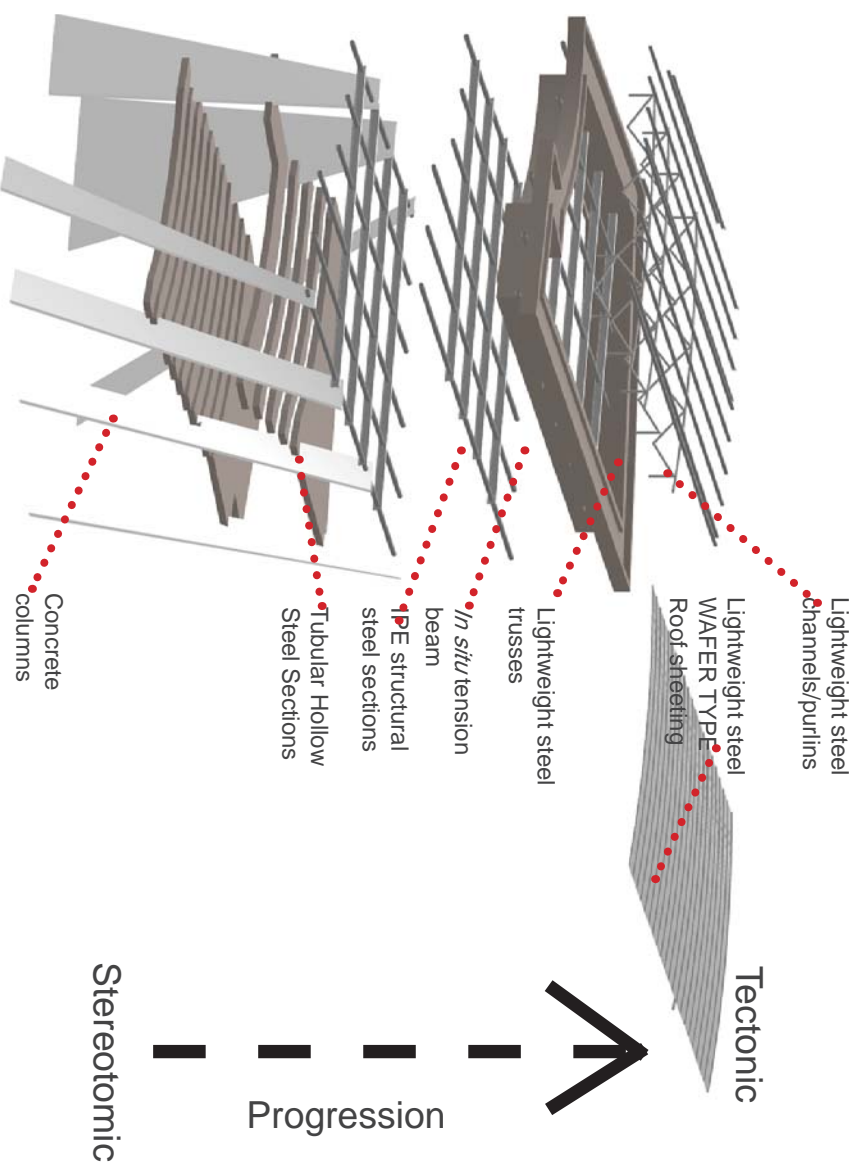 Lightweight steel
channels/purlins
Lightweight steel
WAFER TYPE
Roof sheeting
Lightweight steel
trusses
In situ tension
beam
IPE structural
steel sections
Tubular Hollow
Steel Sections
Concrete
columns
Tectonic
Progression
Stereotomic